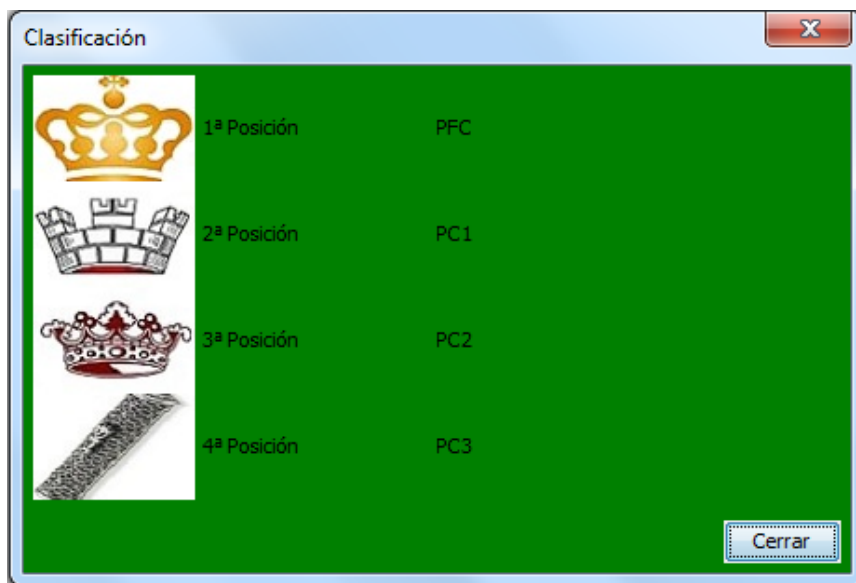 Clasificación
1ª Posición PFC
2ª Posición PC1
3ª Posición PC2
4ª Posición PC3
Cerrar